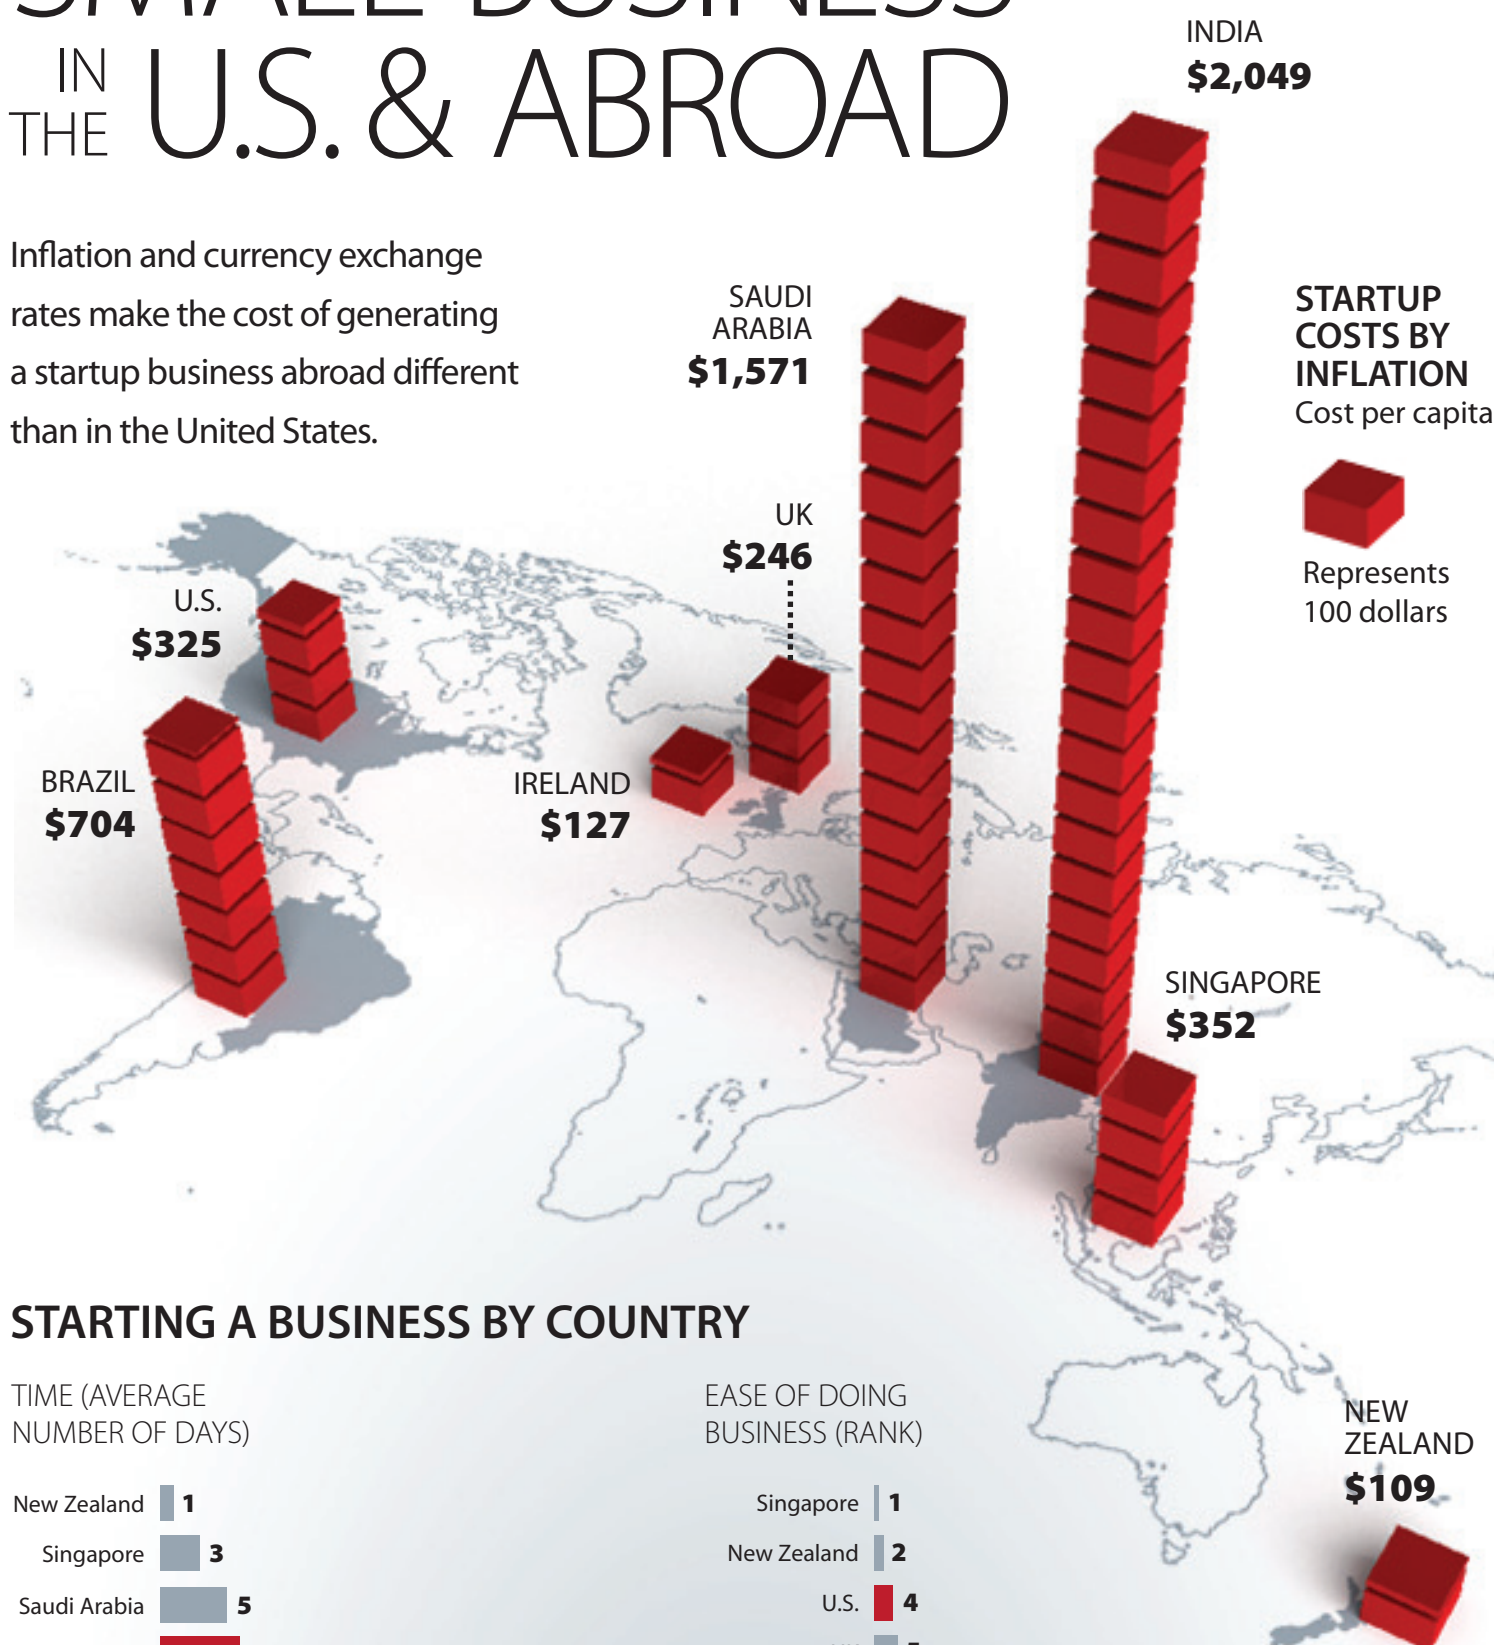 SMALL BUSINESS
IN
THE
U.S. & ABROAD
Inflation and currency exchange
rates make the cost of generating
a startup business abroad different
than in the United States.
INDIA
$2,049
SAUDI
ARABIA
$1,571
STARTUP
COSTS BY
INFLATION
Cost per capita
Represents
100 dollars
UK
$246
U.S.
$325
BRAZIL
$704
IRELAND
$127
SINGAPORE
$352
NEW
ZEALAND
$109
STARTING A BUSINESS BY COUNTRY
TIME (AVERAGE
NUMBER OF DAYS)
New Zealand 1
Singapore 3
Saudi Arabia 5
EASE OF DOING
BUSINESS (RANK)
Singapore 1
New Zealand 2
U.S. 4